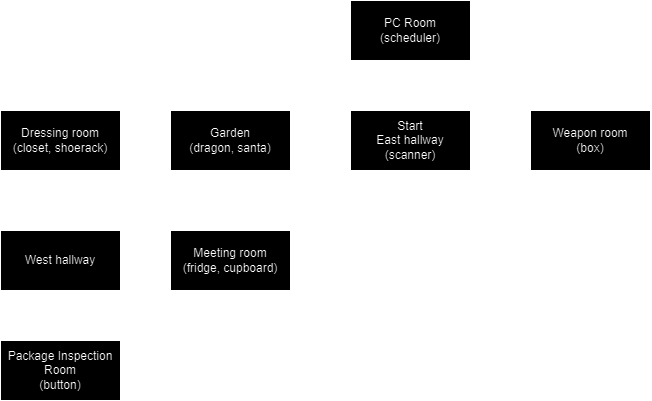 PC Room
(scheduler)
Dressing room
(closet, shoerack)
Garden
(dragon, santa)
Start
East hallway
(scanner)
Weapon room
(box)
West hallway
Meeting room
(fridge, cupboard)
Package Inspection
Room
(button)